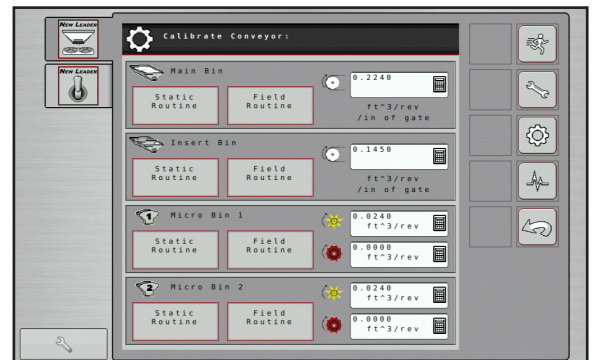 NEW LEADER
NEW LEADER
Calibrate Conveyor:
Main Bin
Static
Routine
Field
Routine
0.2240
ft^3/rev
/in of gate
Insert Bin
Static
Routine
Field
Routine
0.1450
ft^3/rev
/in of gate
1
Micro Bin 1
Static
Routine
Field
Routine
0.0240
ft^3/rev
0.0000
ft^3/rev
2
Micro Bin 2
Static
Routine
Field
Routine
0.0240
ft^3/rev
0.0000
ft^3/rev